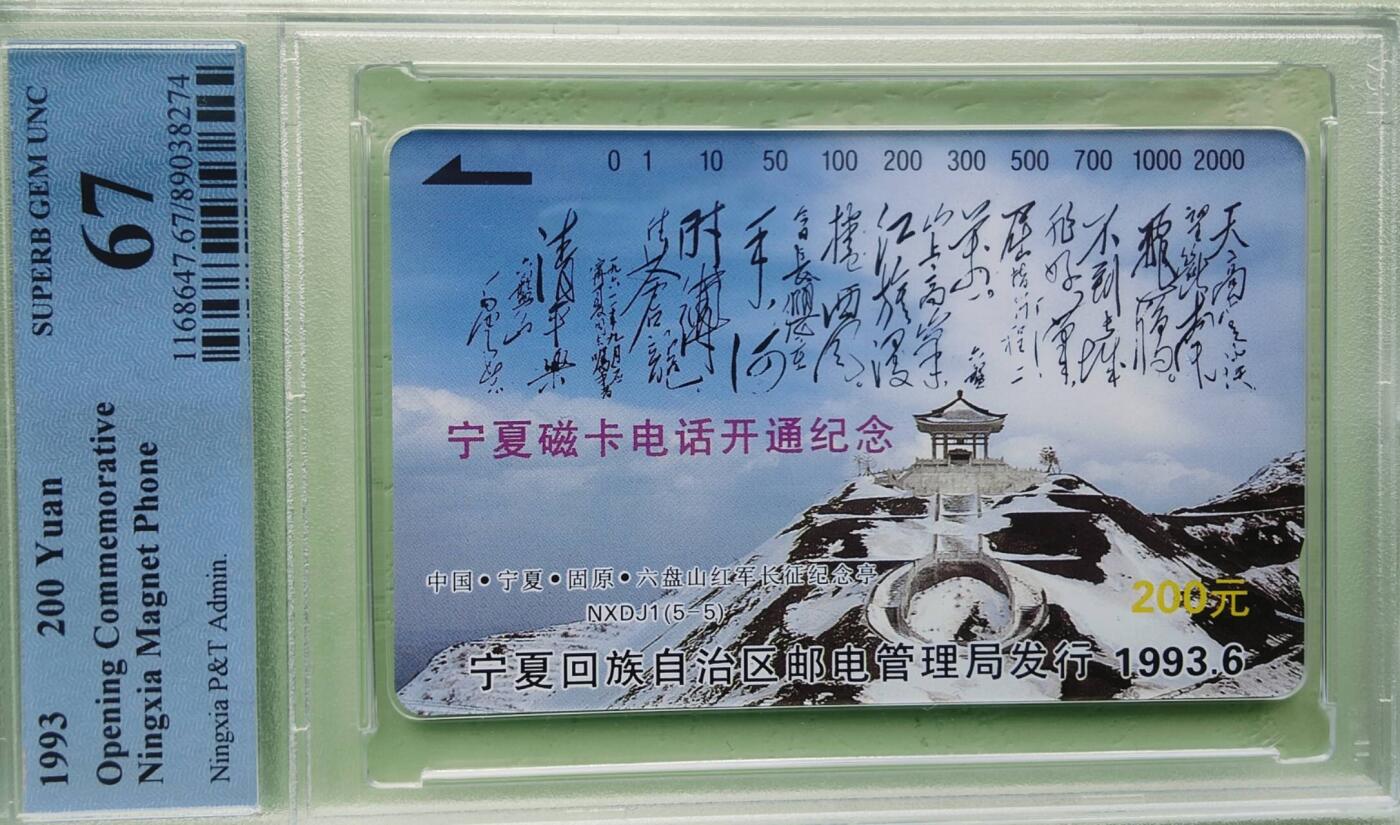 SUPERB GEM UNC
67
1168647.67/89038274
1993 200 Yuan
Opening Commemorative
Ningxia Magnet Phone
Ningxia P&T Admin.
0 1 10 50 100 200 300 500 700 1000 2000
天高云淡
望断南
不到长城
非好汉
屈指行程二
万 六盘
山上高峰
红旗漫
卷西风
今日长缨在
手 何
时缚
住苍龙
清平乐
六盘山
宁夏磁卡电话开通纪念
中国•宁夏•固原•六盘山红军长征纪念亭
NXDJ1(5-5)
200元
宁夏回族自治区邮电管理局发行 1993.6